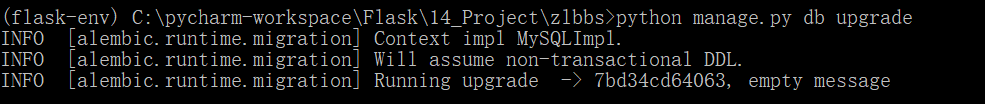 (flask-env) C:\pycharm-workspace\Flask\14_Project\zlbbs>python manage.py db upgrade
INFO  [alembic.runtime.migration] Context impl MySQLImpl.
INFO  [alembic.runtime.migration] Will assume non-transactional DDL.
INFO  [alembic.runtime.migration] Running upgrade  -> 7bd34cd64063, empty message